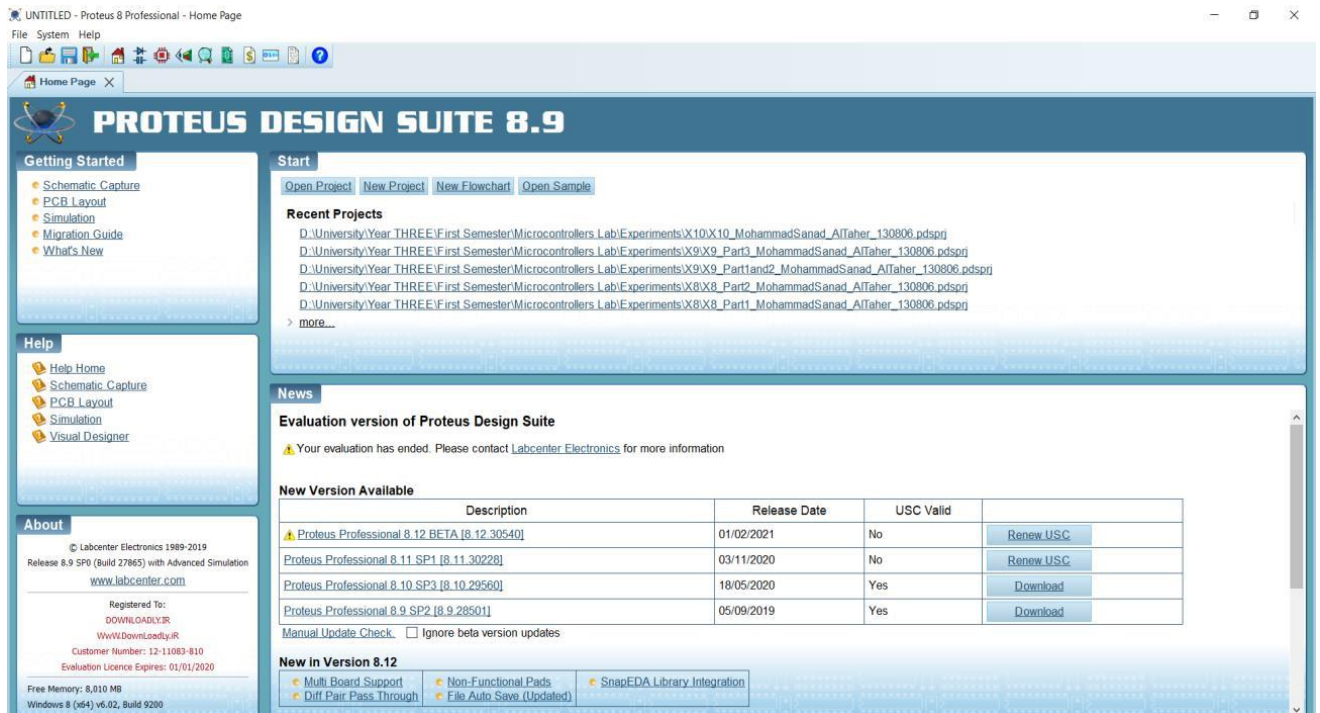 UNTITLED - Proteus 8 Professional - Home Page
File System Help
Home Page
PROTEUS DESIGN SUITE 8.9
Getting Started
Schematic Capture
PCB Layout
Simulation
Migration Guide
What's New
Help
Help Home
Schematic Capture
PCB Layout
Simulation
Visual Designer
About
© Labcenter Electronics 1989-2019
Release 8.9 SP0 (Build 27865) with Advanced Simulation
www.labcenter.com
Registered To:
DOWNLOADLY.IR
WwW.DownLoadLy.iR
Customer Number: 12-11083-810
Evaluation Licence Expires: 01/01/2020
Free Memory: 8,010 MB
Windows 8 (x64) v6.02, Build 9200
Start
Open Project New Project New Flowchart Open Sample
Recent Projects
D:\University\Year THREE\First Semester\Microcontrollers Lab\Experiments\X10\X10_MohammadSanad_AlTaher_130806.pdsprj
D:\University\Year THREE\First Semester\Microcontrollers Lab\Experiments\X9\X9_Part3_MohammadSanad_AlTaher_130806.pdsprj
D:\University\Year THREE\First Semester\Microcontrollers Lab\Experiments\X9\X9_Part1and2_MohammadSanad_AlTaher_130806.pdsprj
D:\University\Year THREE\First Semester\Microcontrollers Lab\Experiments\X8\X8_Part2_MohammadSanad_AlTaher_130806.pdsprj
D:\University\Year THREE\First Semester\Microcontrollers Lab\Experiments\X8\X8_Part1_MohammadSanad_AlTaher_130806.pdsprj
more...
News
Evaluation version of Proteus Design Suite
Your evaluation has ended. Please contact Labcenter Electronics for more information
New Version Available
Description Release Date USC Valid
Proteus Professional 8.12 BETA [8.12.30540] 01/02/2021 No Renew USC
Proteus Professional 8.11 SP1 [8.11.30228] 03/11/2020 No Renew USC
Proteus Professional 8.10 SP3 [8.10.29560] 18/05/2020 Yes Download
Proteus Professional 8.9 SP2 [8.9.28501] 05/09/2019 Yes Download
Manual Update Check. Ignore beta version updates
New in Version 8.12
Multi Board Support Non-Functional Pads SnapEDA Library Integration
Diff Pair Pass Through File Auto Save (Updated)